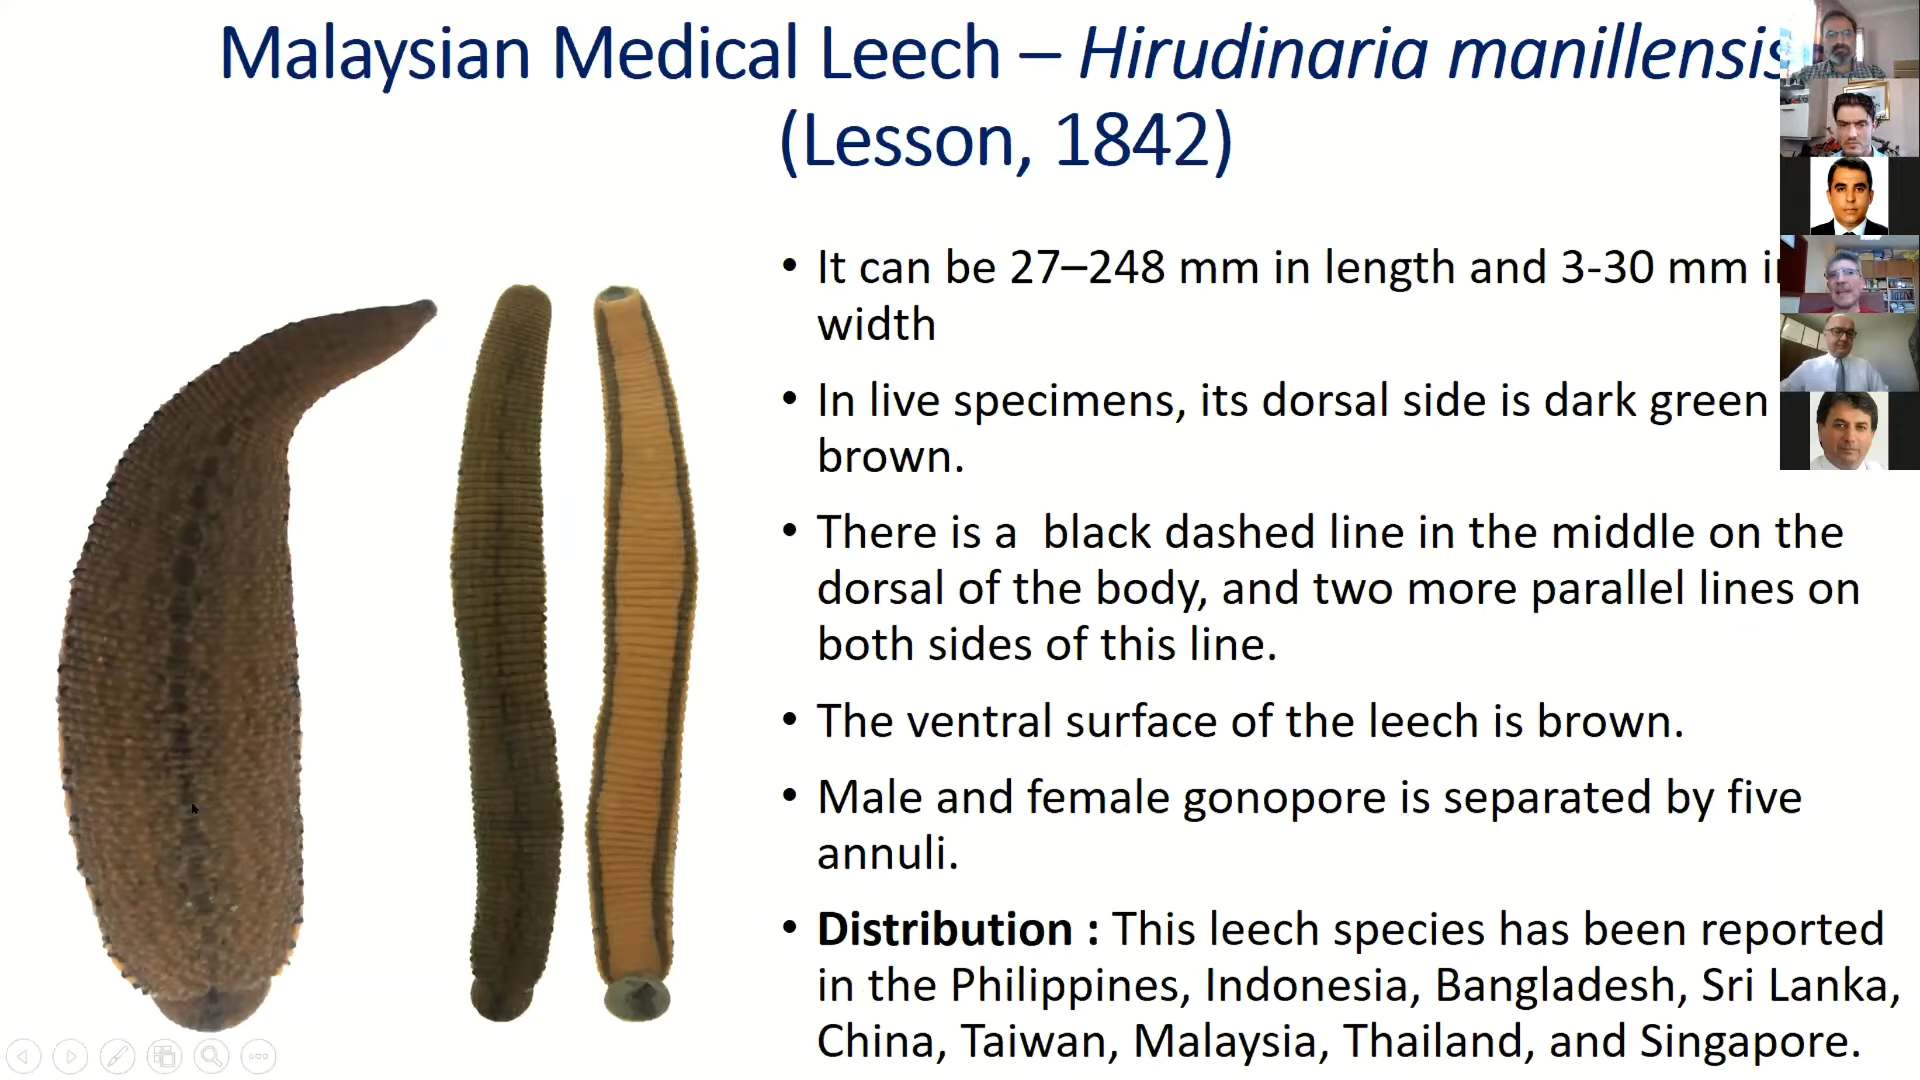 Malaysian Medical Leech – Hirudinaria manillensis
(Lesson, 1842)
• It can be 27–248 mm in length and 3-30 mm
width
• In live specimens, its dorsal side is dark green
brown.
• There is a black dashed line in the middle on the
dorsal of the body, and two more parallel lines on
both sides of this line.
• The ventral surface of the leech is brown.
• Male and female gonopore is separated by five
annuli.
• Distribution : This leech species has been reported
in the Philippines, Indonesia, Bangladesh, Sri Lanka,
China, Taiwan, Malaysia, Thailand, and Singapore.